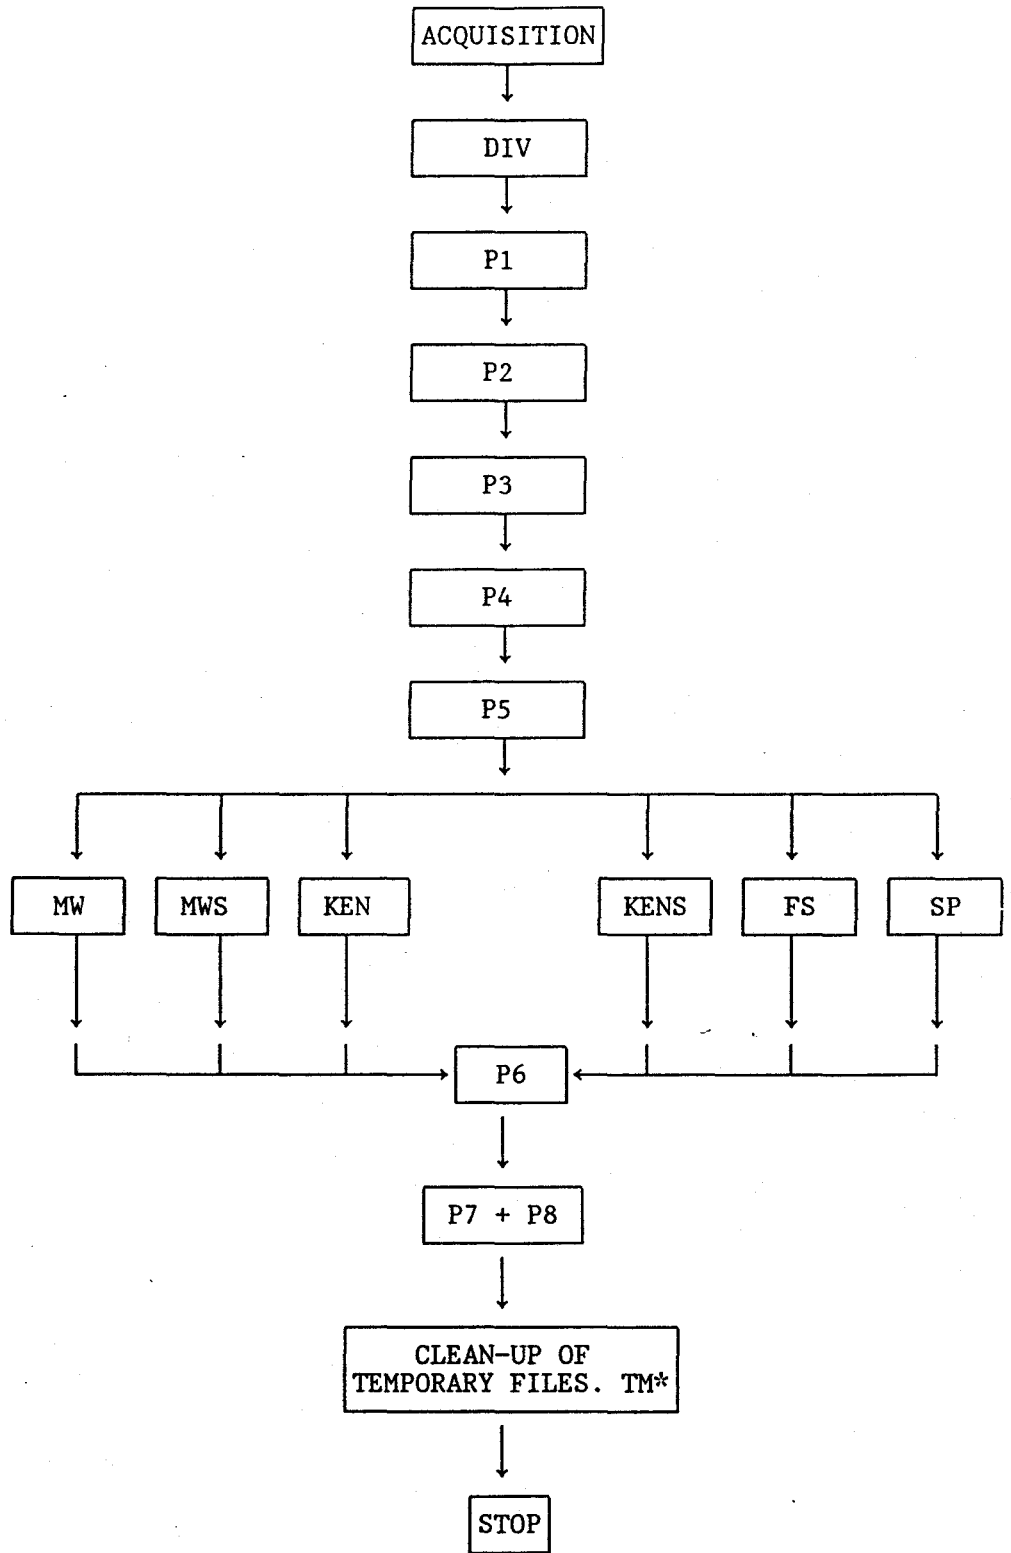 ACQUISITION
DIV
P1
P2
P3
P4
P5
MW
MWS
KEN
KENS
FS
SP
P6
P7 + P8
CLEAN-UP OF
TEMPORARY FILES. TM*
STOP